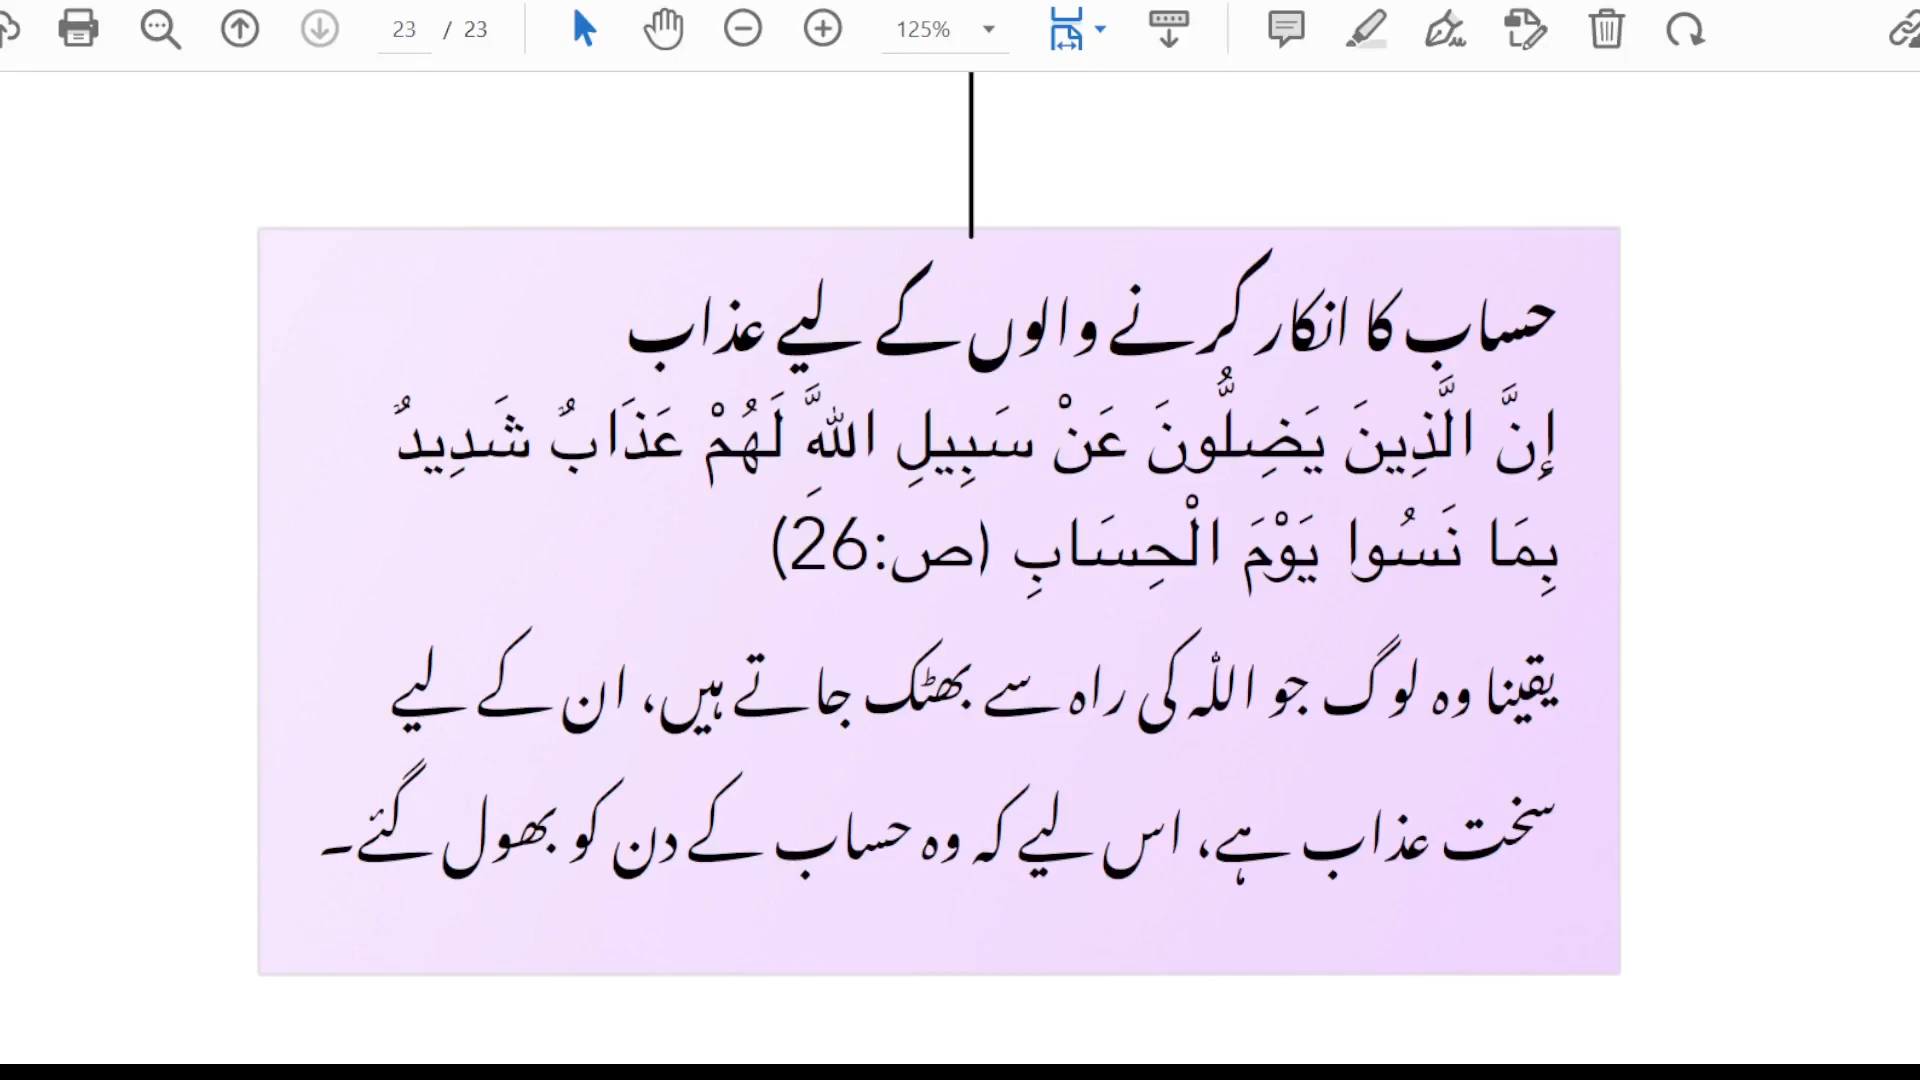 23 / 23
125%
حساب کا انکار کرنے والوں کے لیے عذاب
إِنَّ الَّذِينَ يَضِلُّونَ عَنْ سَبِيلِ اللَّهِ لَهُمْ عَذَابٌ شَدِيدٌ
بِمَا نَسُوا يَوْمَ الْحِسَابِ (ص:26)
یقینا وہ لوگ جو اللہ کی راہ سے بھٹک جاتے ہیں، ان کے لیے
سخت عذاب ہے، اس لیے کہ وہ حساب کے دن کو بھول گئے۔